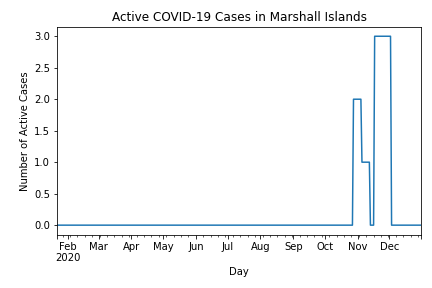 Active COVID-19 Cases in Marshall Islands
Number of Active Cases
3.0
2.5
2.0
1.5
1.0
0.5
0.0
Feb Mar Apr May Jun Jul Aug Sep Oct Nov Dec
2020
Day